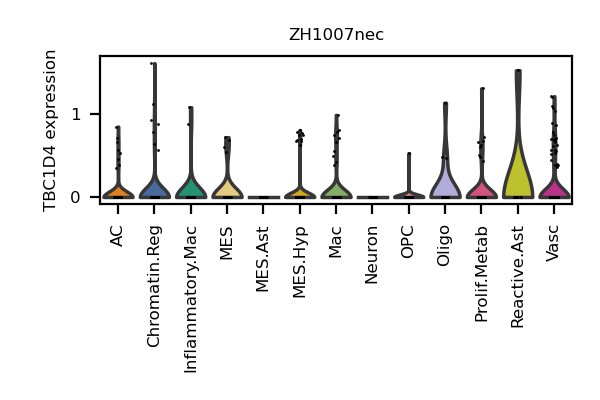 ZH1007nec
TBC1D4 expression
1
0
AC
Chromatin.Reg
Inflammatory.Mac
MES
MES.Ast
MES.Hyp
Mac
Neuron
OPC
Oligo
Prolif.Metab
Reactive.Ast
Vasc